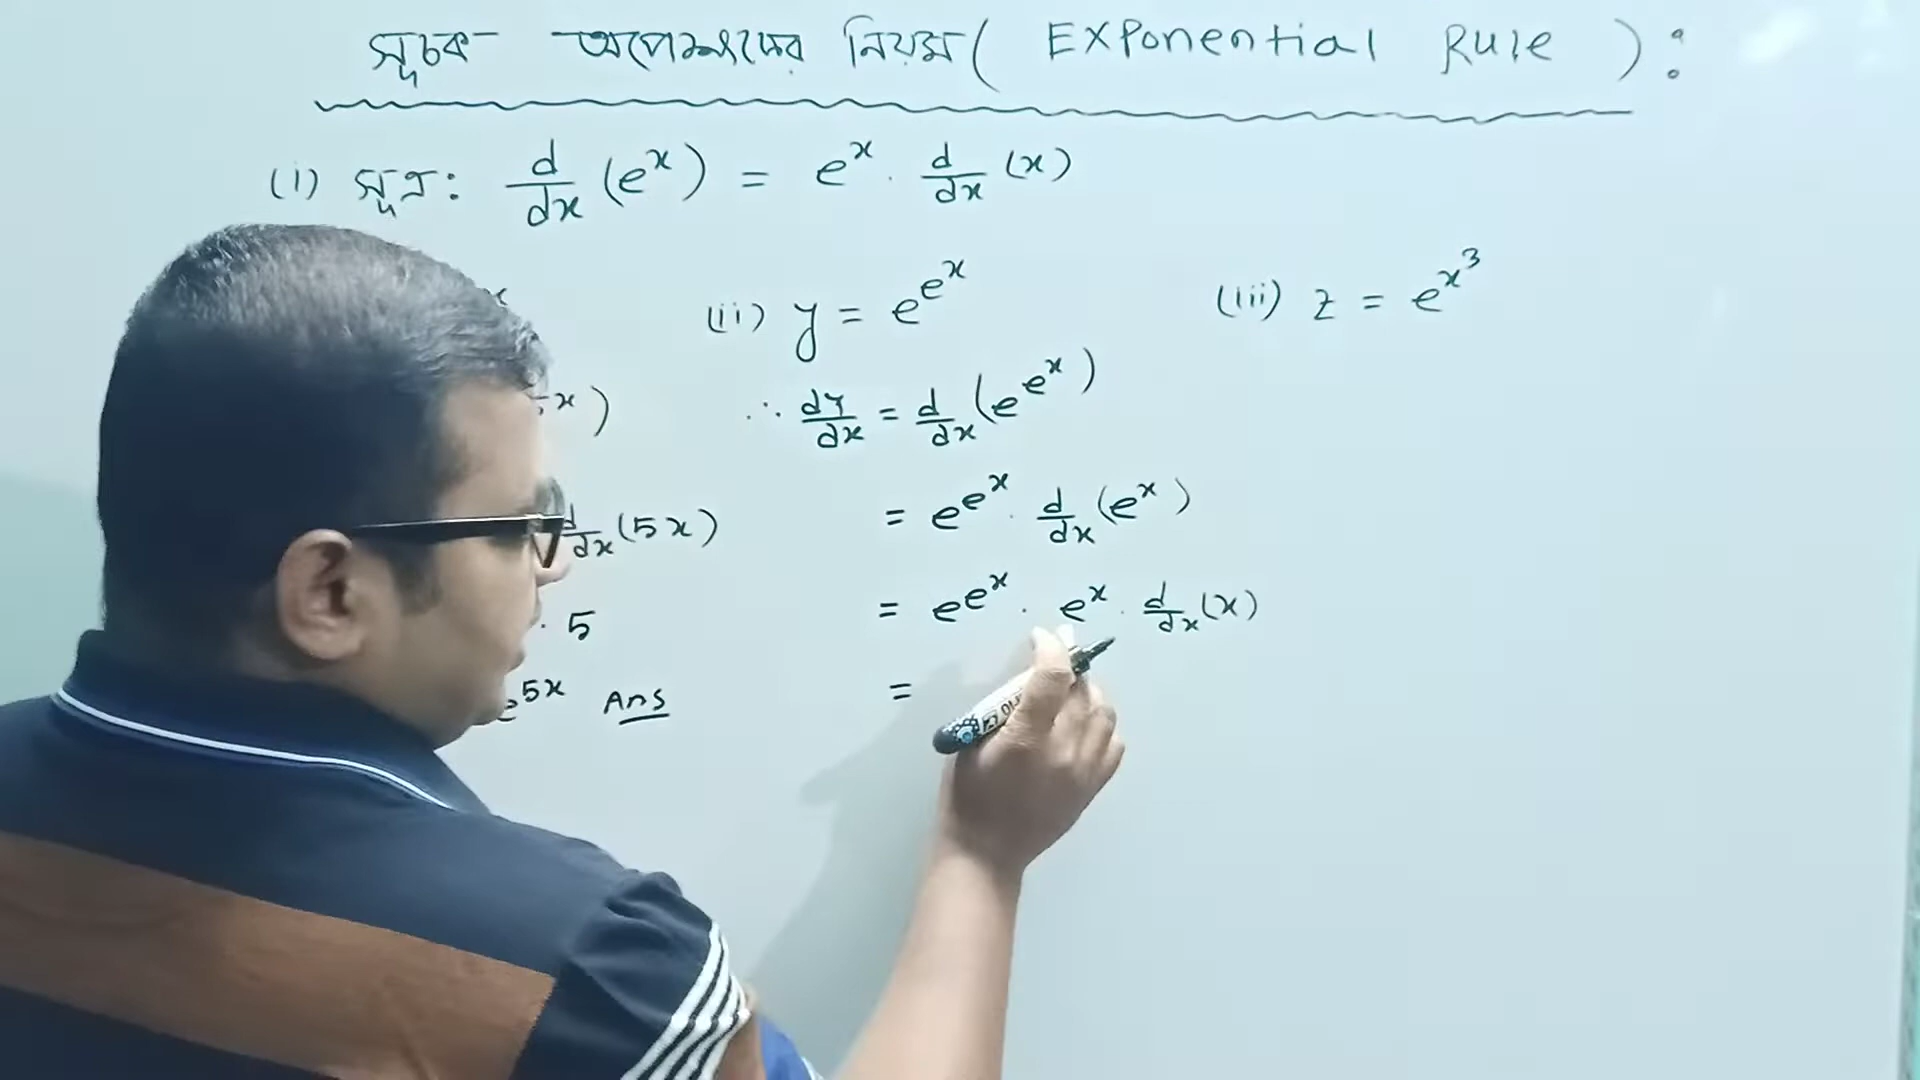 সূচক অপেক্ষকের নিয়ম ( Exponential Rule ) :
(i) সূত্র : d/dx (e^x) = e^x . d/dx (x)
x
(ii) y = e^e^x
(iii) z = e^x^3
x )
∴ dy/dx = d/dx (e^e^x)
d/dx (5x)
= e^e^x . d/dx (e^x)
. 5
= e^e^x . e^x . d/dx (x)
e^5x Ans
=